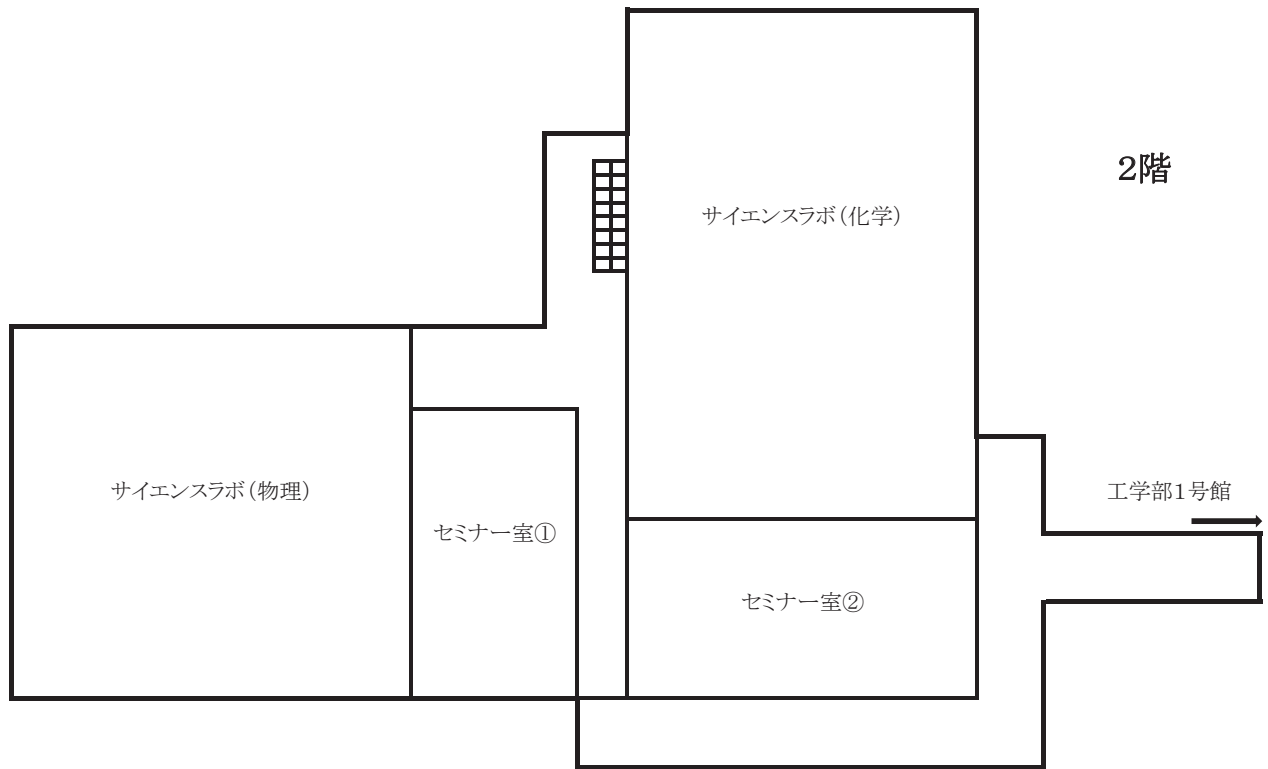 2階
サイエンスラボ(化学)
サイエンスラボ(物理)
工学部1号館
セミナー室①
セミナー室②